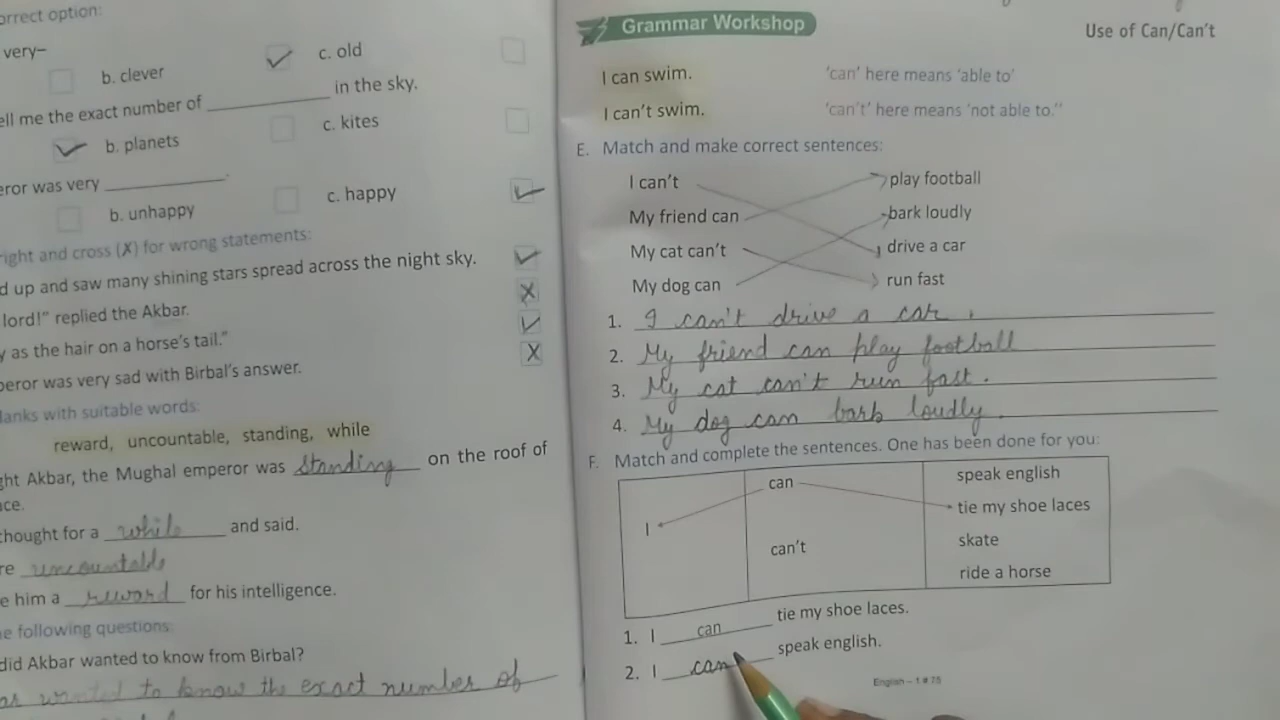 orrect option:
very–
b. clever
c. old
ell me the exact number of ____________ in the sky.
b. planets
c. kites
eror was very ____________.
b. unhappy
c. happy
right and cross (X) for wrong statements:
d up and saw many shining stars spread across the night sky.
lord!" replied the Akbar.
y as the hair on a horse's tail."
peror was very sad with Birbal's answer.
lanks with suitable words:
reward, uncountable, standing, while
ght Akbar, the Mughal emperor was standing on the roof of
ace.
thought for a while and said.
re uncountable
e him a reward for his intelligence.
he following questions:
did Akbar wanted to know from Birbal?
wanted to know the exact number of
Grammar Workshop
Use of Can/Can't
I can swim. 'can' here means 'able to'
I can't swim. 'can't' here means 'not able to.''
E. Match and make correct sentences:
I can't play football
My friend can bark loudly
My cat can't drive a car
My dog can run fast
1. I can't drive a car.
2. My friend can play football
3. My cat can't run fast.
4. My dog can bark loudly.
F. Match and complete the sentences. One has been done for you:
can speak english
I tie my shoe laces
can't skate
ride a horse
1. I can tie my shoe laces.
2. I can speak english.
English – 1 # 75